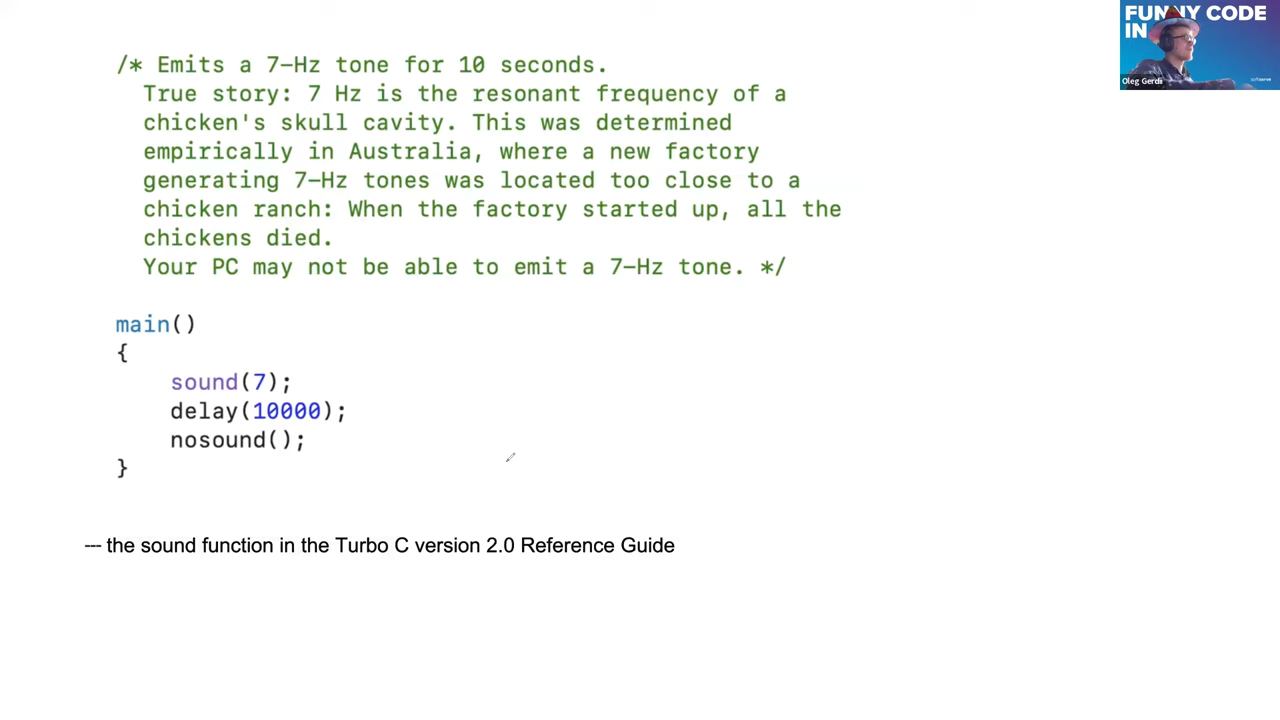 /* Emits a 7-Hz tone for 10 seconds.
True story: 7 Hz is the resonant frequency of a
chicken's skull cavity. This was determined
empirically in Australia, where a new factory
generating 7-Hz tones was located too close to a
chicken ranch: When the factory started up, all the
chickens died.
Your PC may not be able to emit a 7-Hz tone. */
main()
{
sound(7);
delay(10000);
nosound();
}
--- the sound function in the Turbo C version 2.0 Reference Guide
FUNNY CODE
IN
Oleg Gerdi
softserve